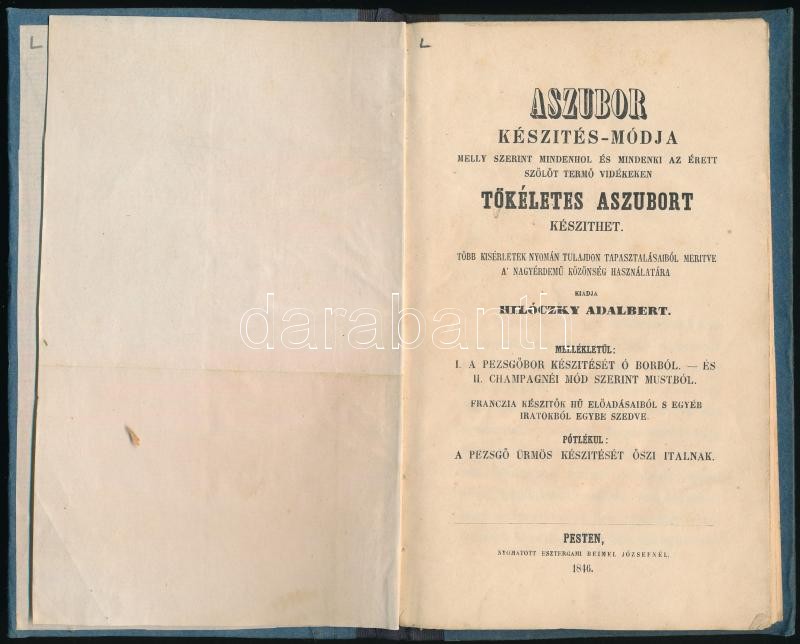 L
L
ASZUBOR
KÉSZITÉS-MÓDJA
MELLY SZERINT MINDENHOL ÉS MINDENKI AZ ÉRETT
SZŐLŐT TERMŐ VIDÉKEKEN
TÖKÉLETES ASZUBORT
KÉSZITHET.
TÖBB KISÉRLETEK NYOMÁN TULAJDON TAPASZTALÁSAIBÓL MERITVE
A' NAGYÉRDEMŰ KÖZÖNSÉG HASZNÁLATÁRA
KIADJA
HILÓCZKY ADALBERT.
darabanth
MELLÉKLETÜL:
I. A PEZSGŐBOR KÉSZITÉSÉT Ó BORBÓL. — ÉS
II. CHAMPAGNÉI MÓD SZERINT MUSTBÓL.
FRANCZIA KÉSZITŐK HŰ ELŐADÁSAIBÓL S EGYÉB
IRATOKBÓL EGYBE SZEDVE.
PÓTLÉKUL:
A PEZSGŐ ÜRMÖS KÉSZITÉSÉT ŐSZI ITALNAK.
PESTEN,
NYOMATOTT ESZTERGAMI BEIMEL JÓZSEFNÉL.
1846.